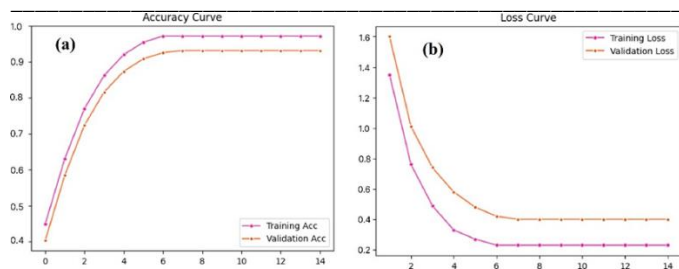 Accuracy Curve
(a)
1.0
0.9
0.8
0.7
0.6
0.5
0.4
0 2 4 6 8 10 12 14
Training Acc
Validation Acc
Loss Curve
(b)
Training Loss
Validation Loss
1.6
1.4
1.2
1.0
0.8
0.6
0.4
0.2
2 4 6 8 10 12 14